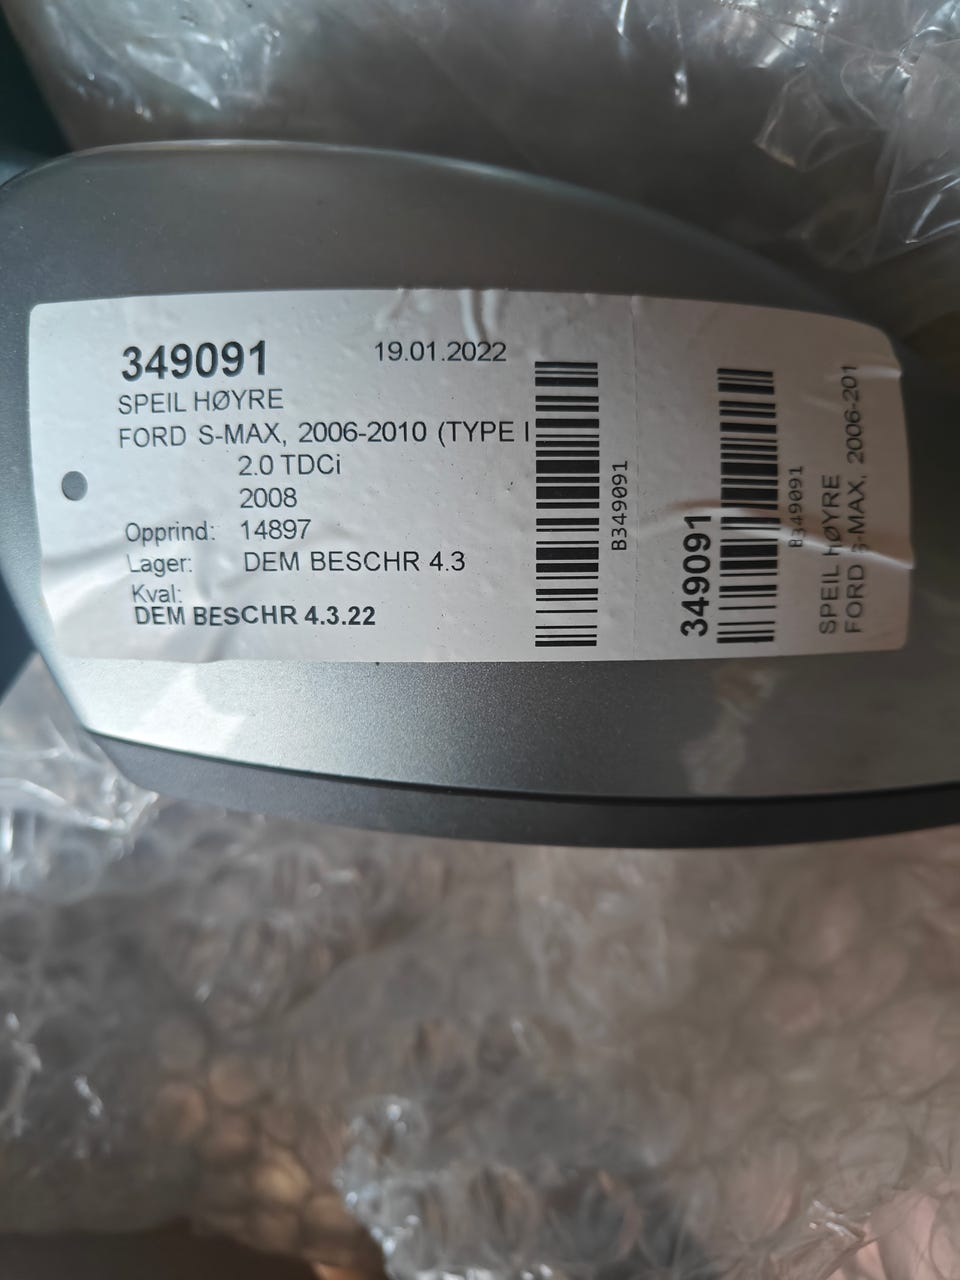 349091 19.01.2022
SPEIL HØYRE
FORD S-MAX, 2006-2010 (TYPE I
2.0 TDCi
2008
Opprind: 14897
Lager: DEM BESCHR 4.3
Kval:
DEM BESCHR 4.3.22
B349091
349091
B349091
SPEIL HØYRE
FORD S-MAX, 2006-201